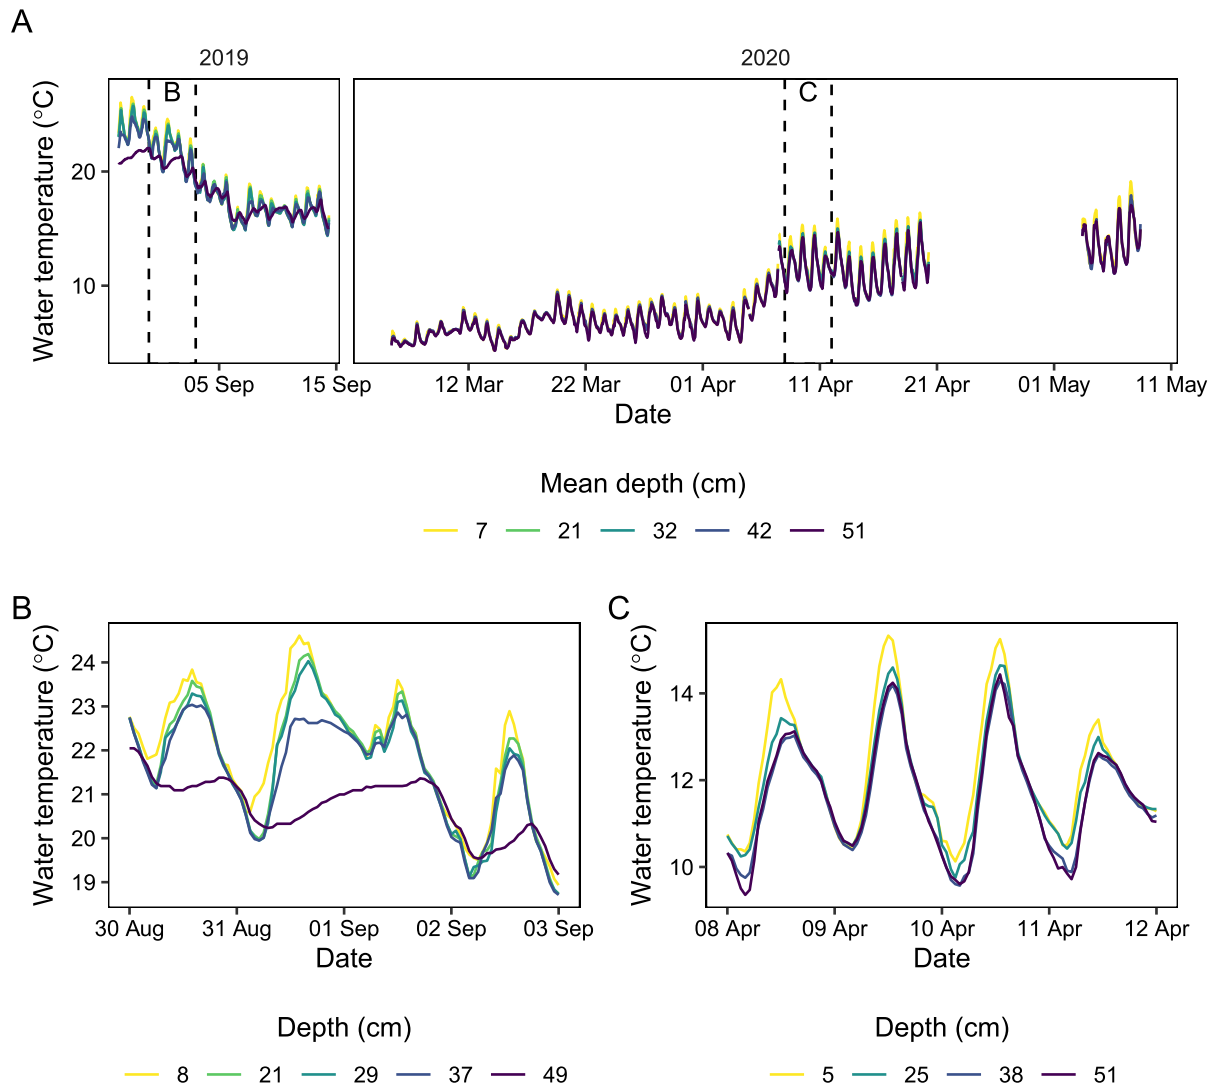 A
2019
2020
B
C
Water temperature (°C)
20
10
05 Sep
15 Sep
12 Mar
22 Mar
01 Apr
11 Apr
21 Apr
01 May
11 May
Date
Mean depth (cm)
7
21
32
42
51
B
Water temperature (°C)
24
23
22
21
20
19
30 Aug
31 Aug
01 Sep
02 Sep
03 Sep
Date
Depth (cm)
8
21
29
37
49
C
Water temperature (°C)
14
12
10
08 Apr
09 Apr
10 Apr
11 Apr
12 Apr
Date
Depth (cm)
5
25
38
51